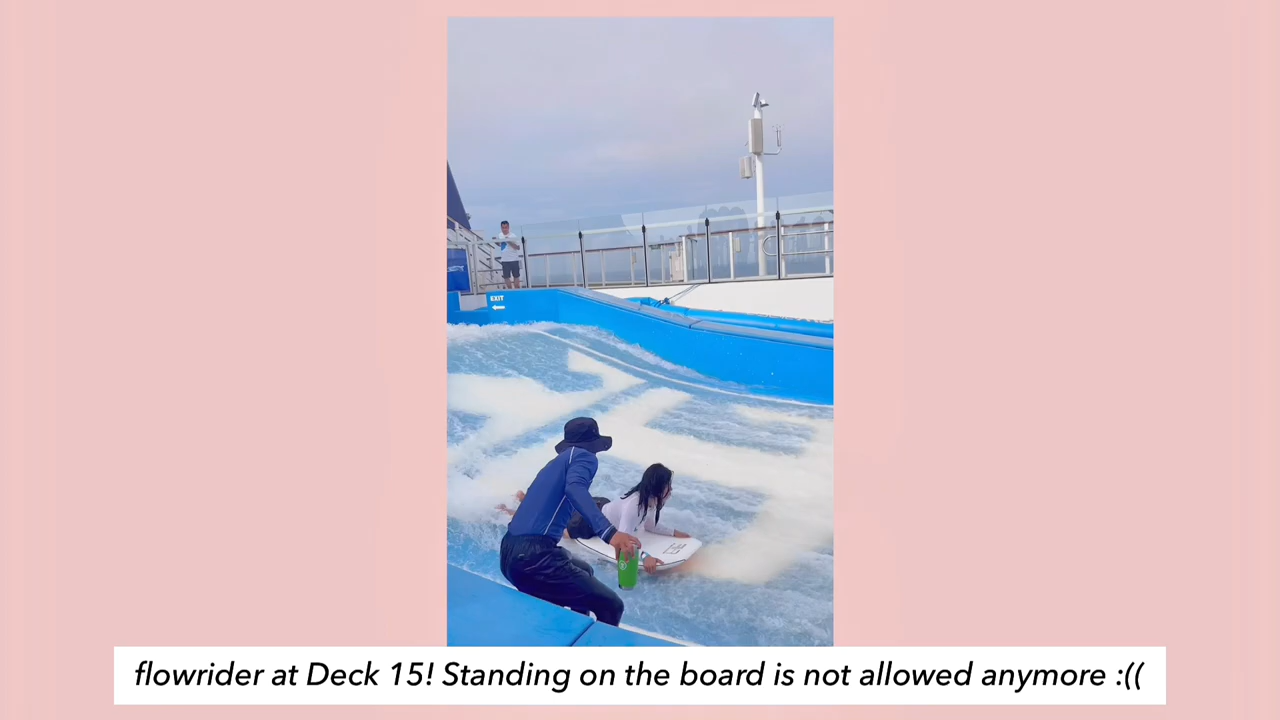 EXIT
flowrider at Deck 15! Standing on the board is not allowed anymore :((